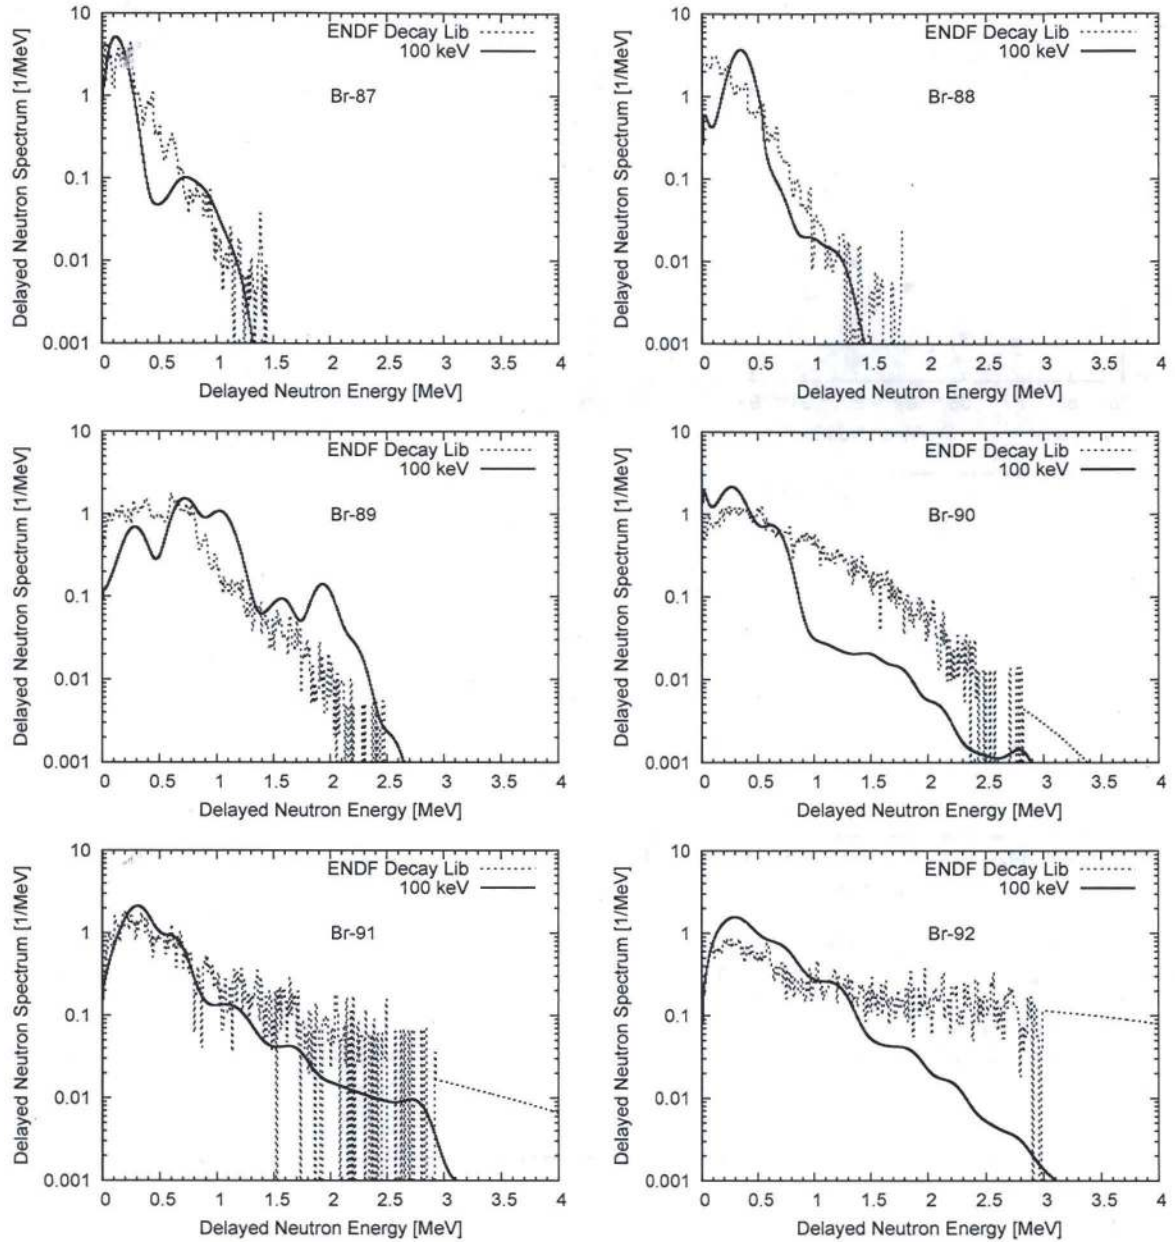 ENDF Decay Lib
100 keV
Br-87
Delayed Neutron Spectrum [1/MeV]
10
1
0.1
0.01
0.001
0 0.5 1 1.5 2 2.5 3 3.5 4
Delayed Neutron Energy [MeV]
ENDF Decay Lib
100 keV
Br-88
Delayed Neutron Spectrum [1/MeV]
10
1
0.1
0.01
0.001
0 0.5 1 1.5 2 2.5 3 3.5 4
Delayed Neutron Energy [MeV]
ENDF Decay Lib
100 keV
Br-89
Delayed Neutron Spectrum [1/MeV]
10
1
0.1
0.01
0.001
0 0.5 1 1.5 2 2.5 3 3.5 4
Delayed Neutron Energy [MeV]
ENDF Decay Lib
100 keV
Br-90
Delayed Neutron Spectrum [1/MeV]
10
1
0.1
0.01
0.001
0 0.5 1 1.5 2 2.5 3 3.5 4
Delayed Neutron Energy [MeV]
ENDF Decay Lib
100 keV
Br-91
Delayed Neutron Spectrum [1/MeV]
10
1
0.1
0.01
0.001
0 0.5 1 1.5 2 2.5 3 3.5 4
Delayed Neutron Energy [MeV]
ENDF Decay Lib
100 keV
Br-92
Delayed Neutron Spectrum [1/MeV]
10
1
0.1
0.01
0.001
0 0.5 1 1.5 2 2.5 3 3.5 4
Delayed Neutron Energy [MeV]